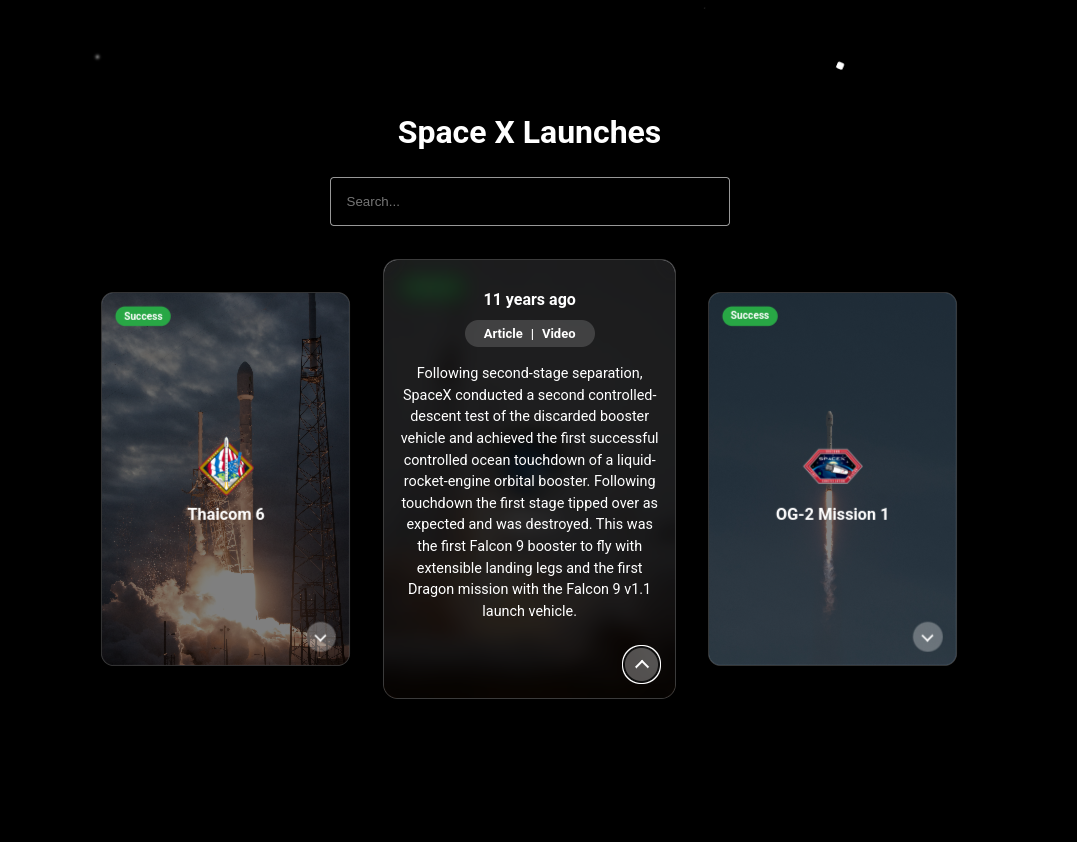 Space X Launches
Search...
Success
Thaicom 6
11 years ago
Article | Video
Following second-stage separation,
SpaceX conducted a second controlled-
descent test of the discarded booster
vehicle and achieved the first successful
controlled ocean touchdown of a liquid-
rocket-engine orbital booster. Following
touchdown the first stage tipped over as
expected and was destroyed. This was
the first Falcon 9 booster to fly with
extensible landing legs and the first
Dragon mission with the Falcon 9 v1.1
launch vehicle.
Success
SPACEX
OG-2 Mission 1